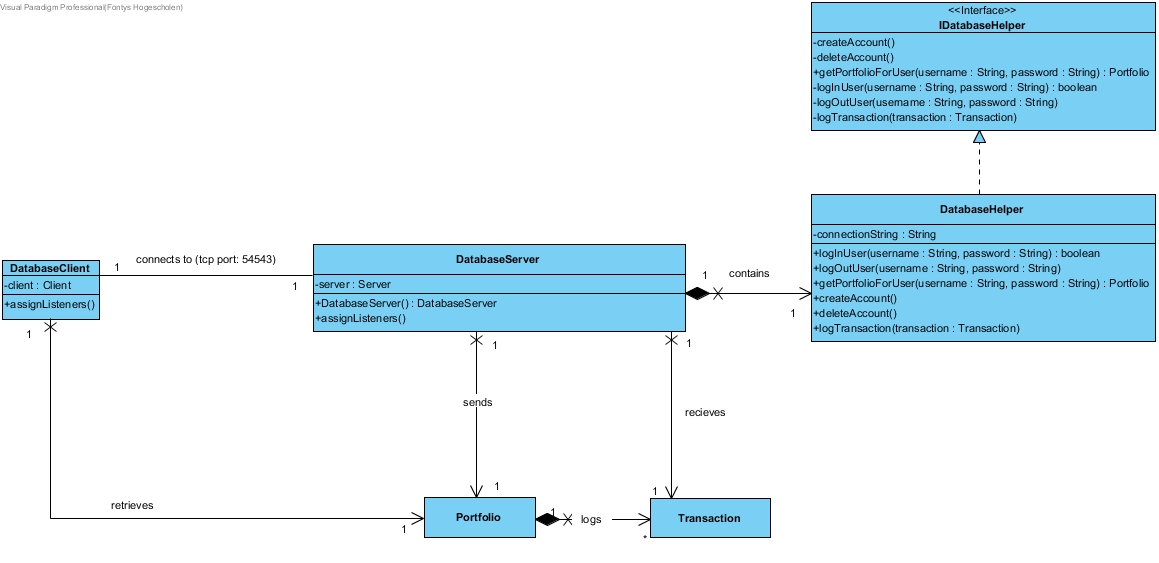 Visual Paradigm Professional(Fontys Hogescholen)
<<Interface>>
IDatabaseHelper
-createAccount()
-deleteAccount()
+getPortfolioForUser(username : String, password : String) : Portfolio
-logInUser(username : String, password : String) : boolean
-logOutUser(username : String, password : String)
-logTransaction(transaction : Transaction)
DatabaseHelper
-connectionString : String
+logInUser(username : String, password : String) : boolean
+logOutUser(username : String, password : String)
+getPortfolioForUser(username : String, password : String) : Portfolio
+createAccount()
+deleteAccount()
+logTransaction(transaction : Transaction)
DatabaseClient
-client : Client
+assignListeners()
1
connects to (tcp port: 54543)
1
DatabaseServer
-server : Server
+DatabaseServer() : DatabaseServer
+assignListeners()
1
contains
1
1
1
1
sends
recieves
retrieves
1
1
1
Portfolio
1
logs
*
Transaction